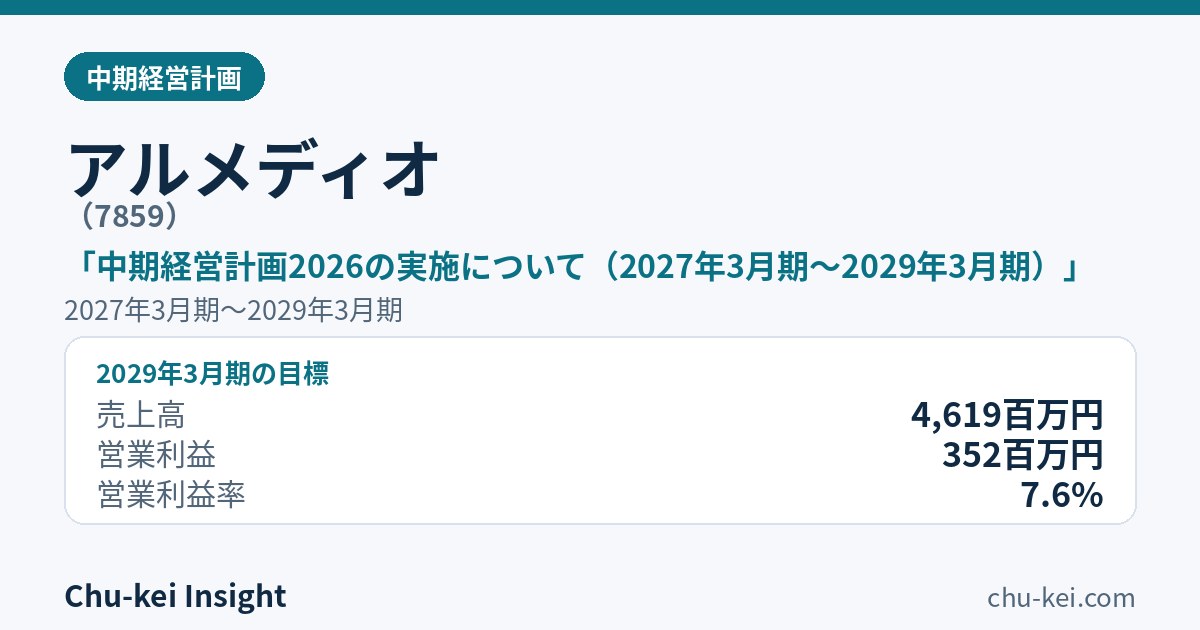 中期経営計画
アルメディオ
（7859）
「中期経営計画2026の実施について（2027年3月期〜2029年3月期）」
2027年3月期〜2029年3月期
2029年3月期の目標
売上高 4,619百万円
営業利益 352百万円
営業利益率 7.6%
Chu-kei Insight chu-kei.com